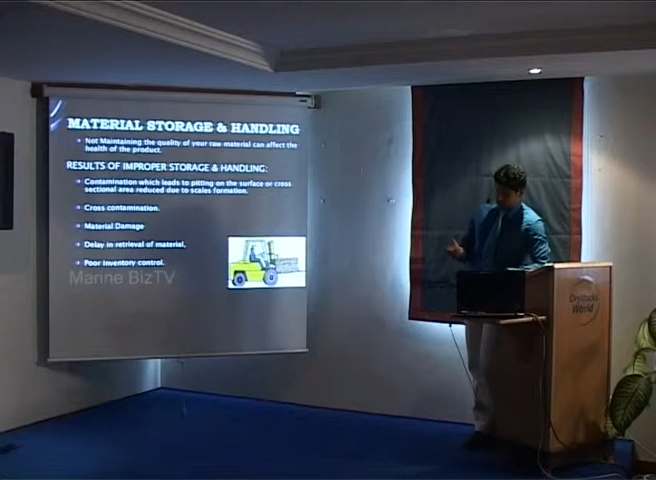 MATERIAL STORAGE & HANDLING
Not Maintaining the quality of your raw material can affect the
health of the product.
RESULTS OF IMPROPER STORAGE & HANDLING:
Contamination which leads to pitting on the surface or cross
sectional area reduced due to scales formation.
Cross contamination.
Material Damage
Delay in retrieval of material,
Poor Inventory control.
Marine BizTV
Drydocks
World